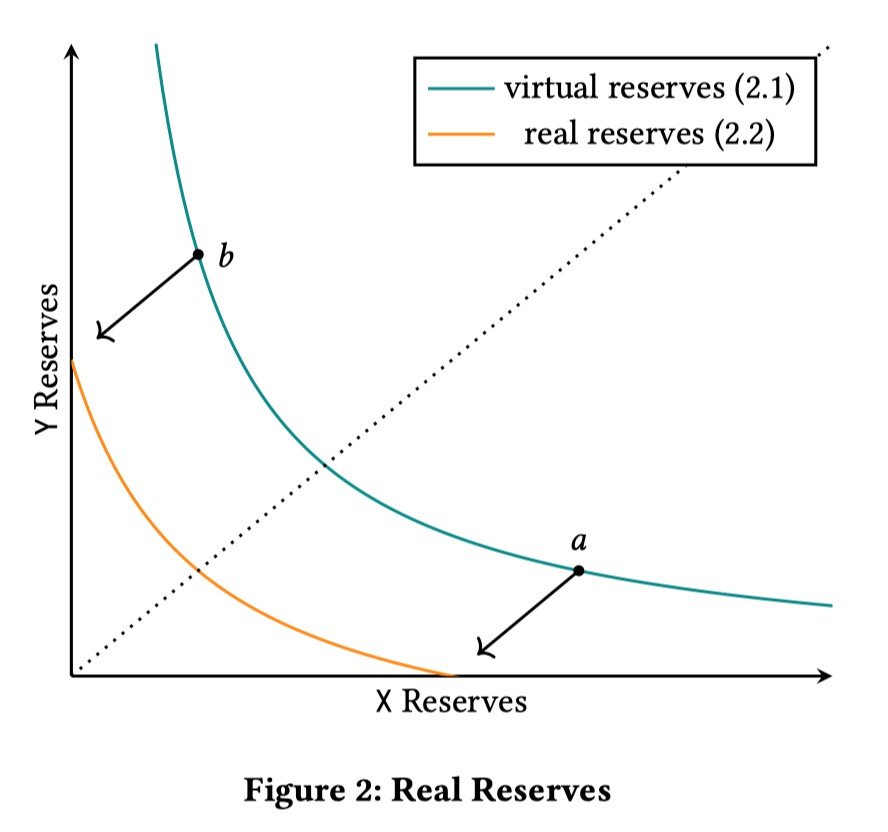 virtual reserves (2.1)
real reserves (2.2)
b
Y Reserves
a
X Reserves
Figure 2: Real Reserves